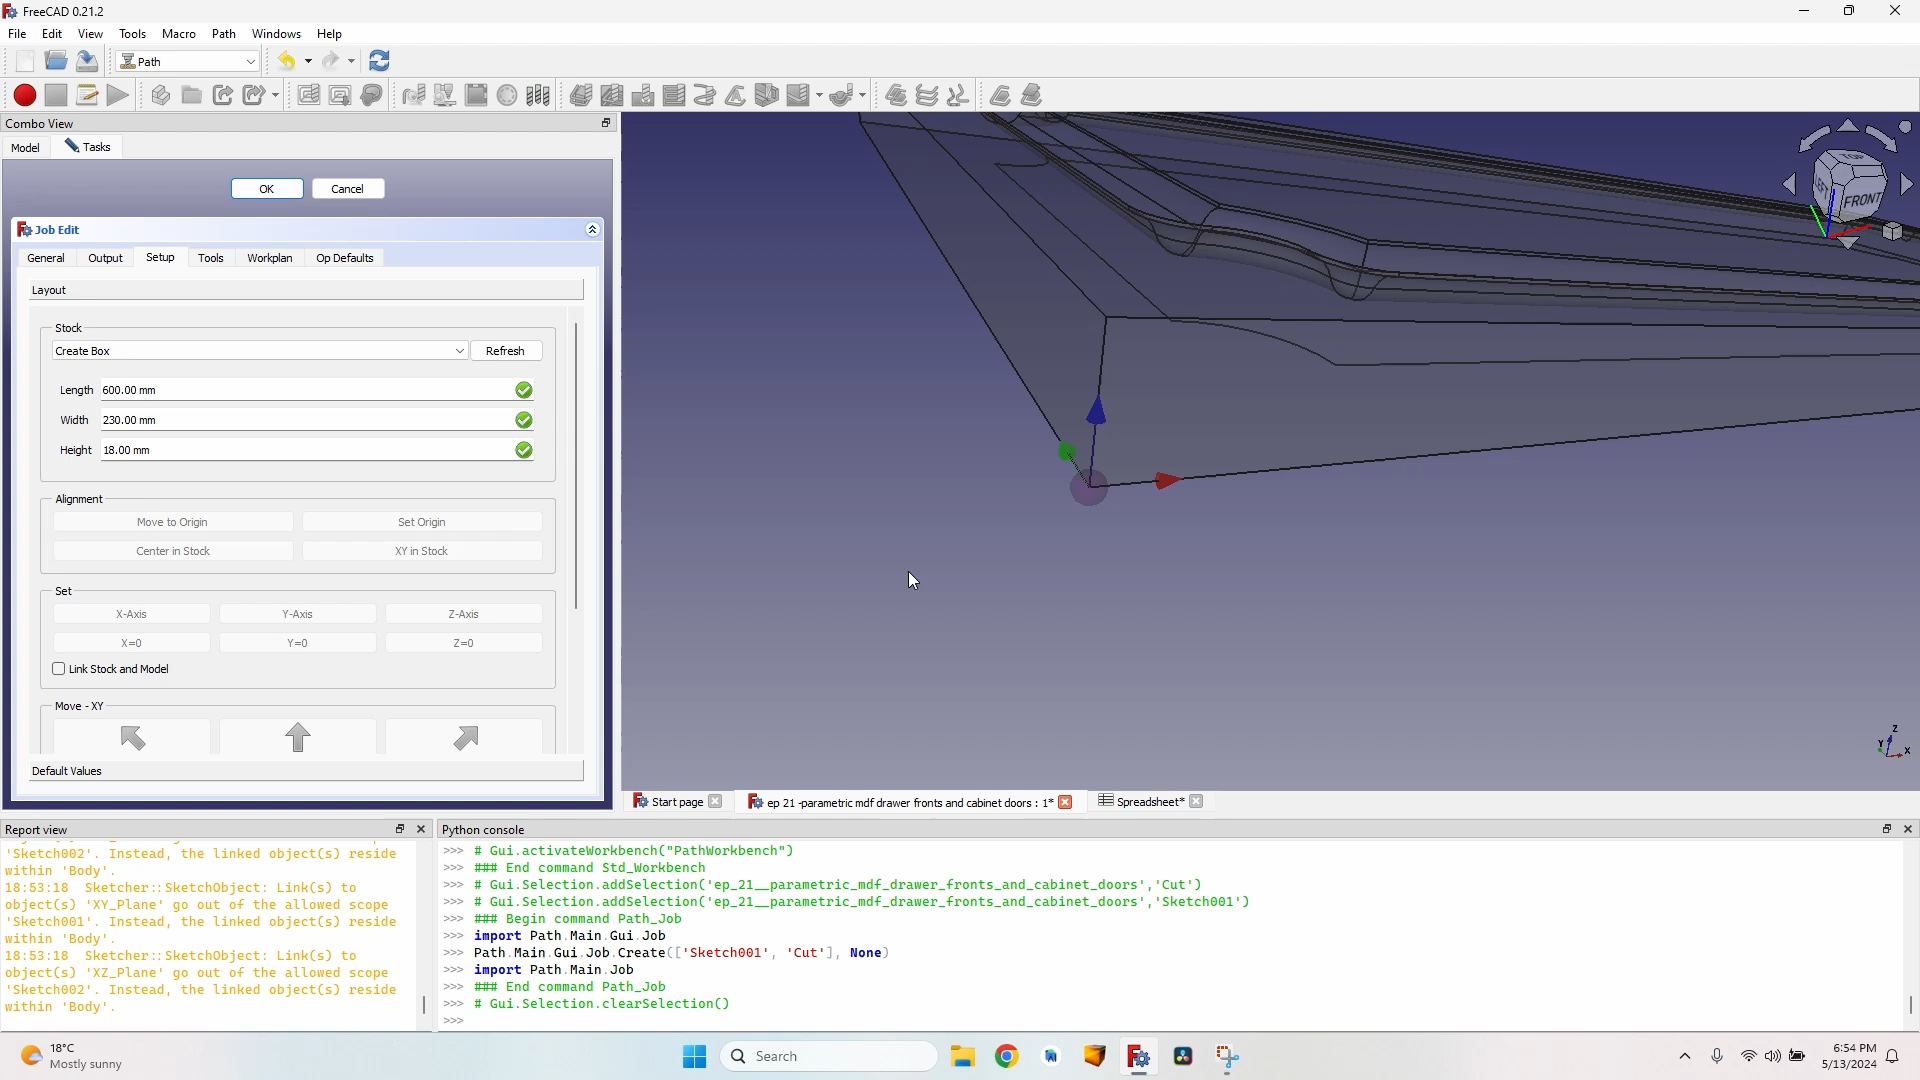 FreeCAD 0.21.2
File Edit View Tools Macro Path Windows Help
Path
Combo View
Model Tasks
OK Cancel
Job Edit
General Output Setup Tools Workplan Op Defaults
Layout
Stock
Create Box Refresh
Length 600.00 mm
Width 230.00 mm
Height 18.00 mm
Alignment
Move to Origin Set Origin
Center in Stock XY in Stock
Set
X-Axis Y-Axis Z-Axis
X=0 Y=0 Z=0
Link Stock and Model
Move - XY
Default Values
TOP
LEFT FRONT
Z
Y X
Start page ep 21 -parametric mdf drawer fronts and cabinet doors : 1* Spreadsheet*
Report view
'Sketch002'. Instead, the linked object(s) reside
within 'Body'.
18:53:18  Sketcher::SketchObject: Link(s) to
object(s) 'XY_Plane' go out of the allowed scope
'Sketch001'. Instead, the linked object(s) reside
within 'Body'.
18:53:18  Sketcher::SketchObject: Link(s) to
object(s) 'XZ_Plane' go out of the allowed scope
'Sketch002'. Instead, the linked object(s) reside
within 'Body'.
Python console
>>> # Gui.activateWorkbench("PathWorkbench")
>>> ### End command Std_Workbench
>>> # Gui.Selection.addSelection('ep_21__parametric_mdf_drawer_fronts_and_cabinet_doors','Cut')
>>> # Gui.Selection.addSelection('ep_21__parametric_mdf_drawer_fronts_and_cabinet_doors','Sketch001')
>>> ### Begin command Path_Job
>>> import Path.Main.Gui.Job
>>> Path.Main.Gui.Job.Create(['Sketch001', 'Cut'], None)
>>> import Path.Main.Job
>>> ### End command Path_Job
>>> # Gui.Selection.clearSelection()
>>>
18°C
Mostly sunny
Search
6:54 PM
5/13/2024